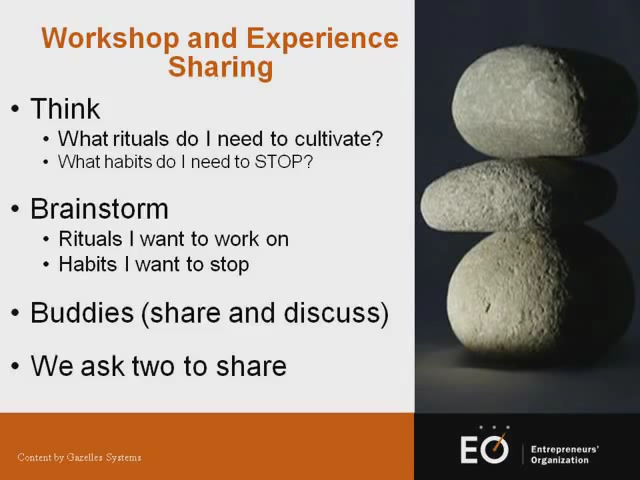 Workshop and Experience
Sharing
• Think
• What rituals do I need to cultivate?
• What habits do I need to STOP?
• Brainstorm
• Rituals I want to work on
• Habits I want to stop
• Buddies (share and discuss)
• We ask two to share
Content by Gazelles Systems
EO
Entrepreneurs'
Organization